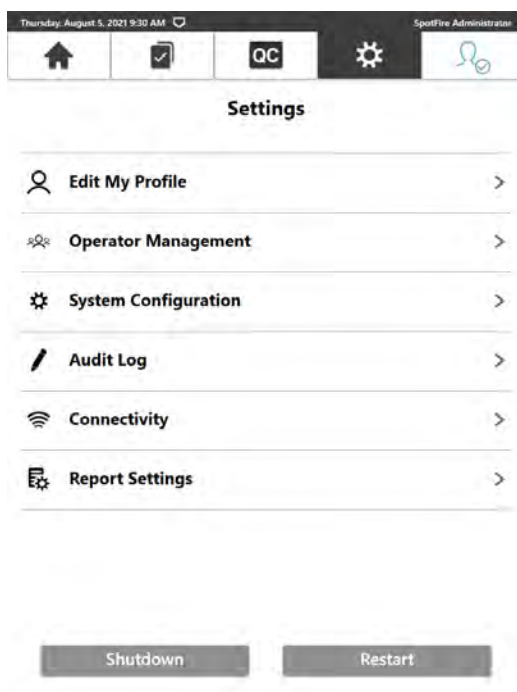 Thursday, August 5, 2021 9:30 AM SpotFire Administrator
QC
Settings
Edit My Profile
Operator Management
System Configuration
Audit Log
Connectivity
Report Settings
Shutdown Restart